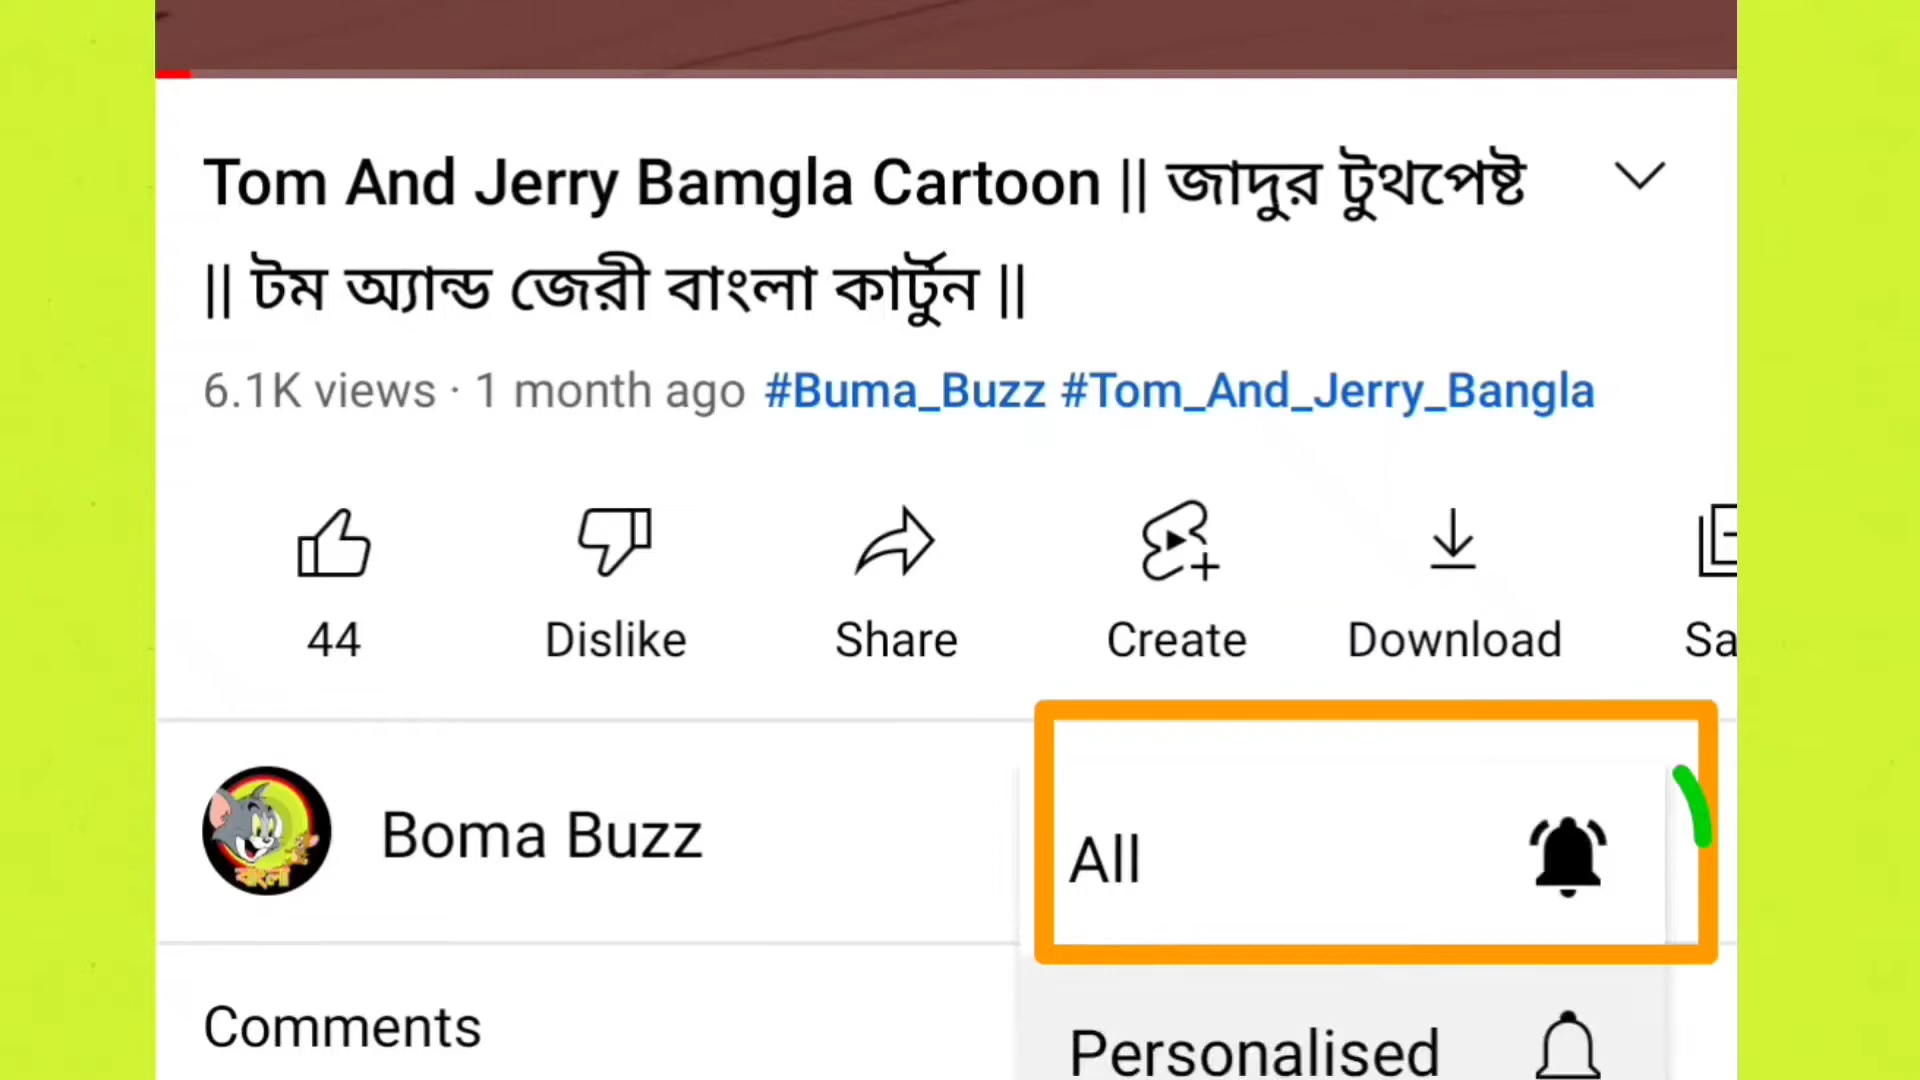 Tom And Jerry Bamgla Cartoon || জাদুর টুথপেষ্ট
|| টম অ্যান্ড জেরী বাংলা কার্টুন ||
6.1K views · 1 month ago #Buma_Buzz #Tom_And_Jerry_Bangla
44 Dislike Share Create Download Sa
Boma Buzz
বাংলা
All
Comments
Personalised